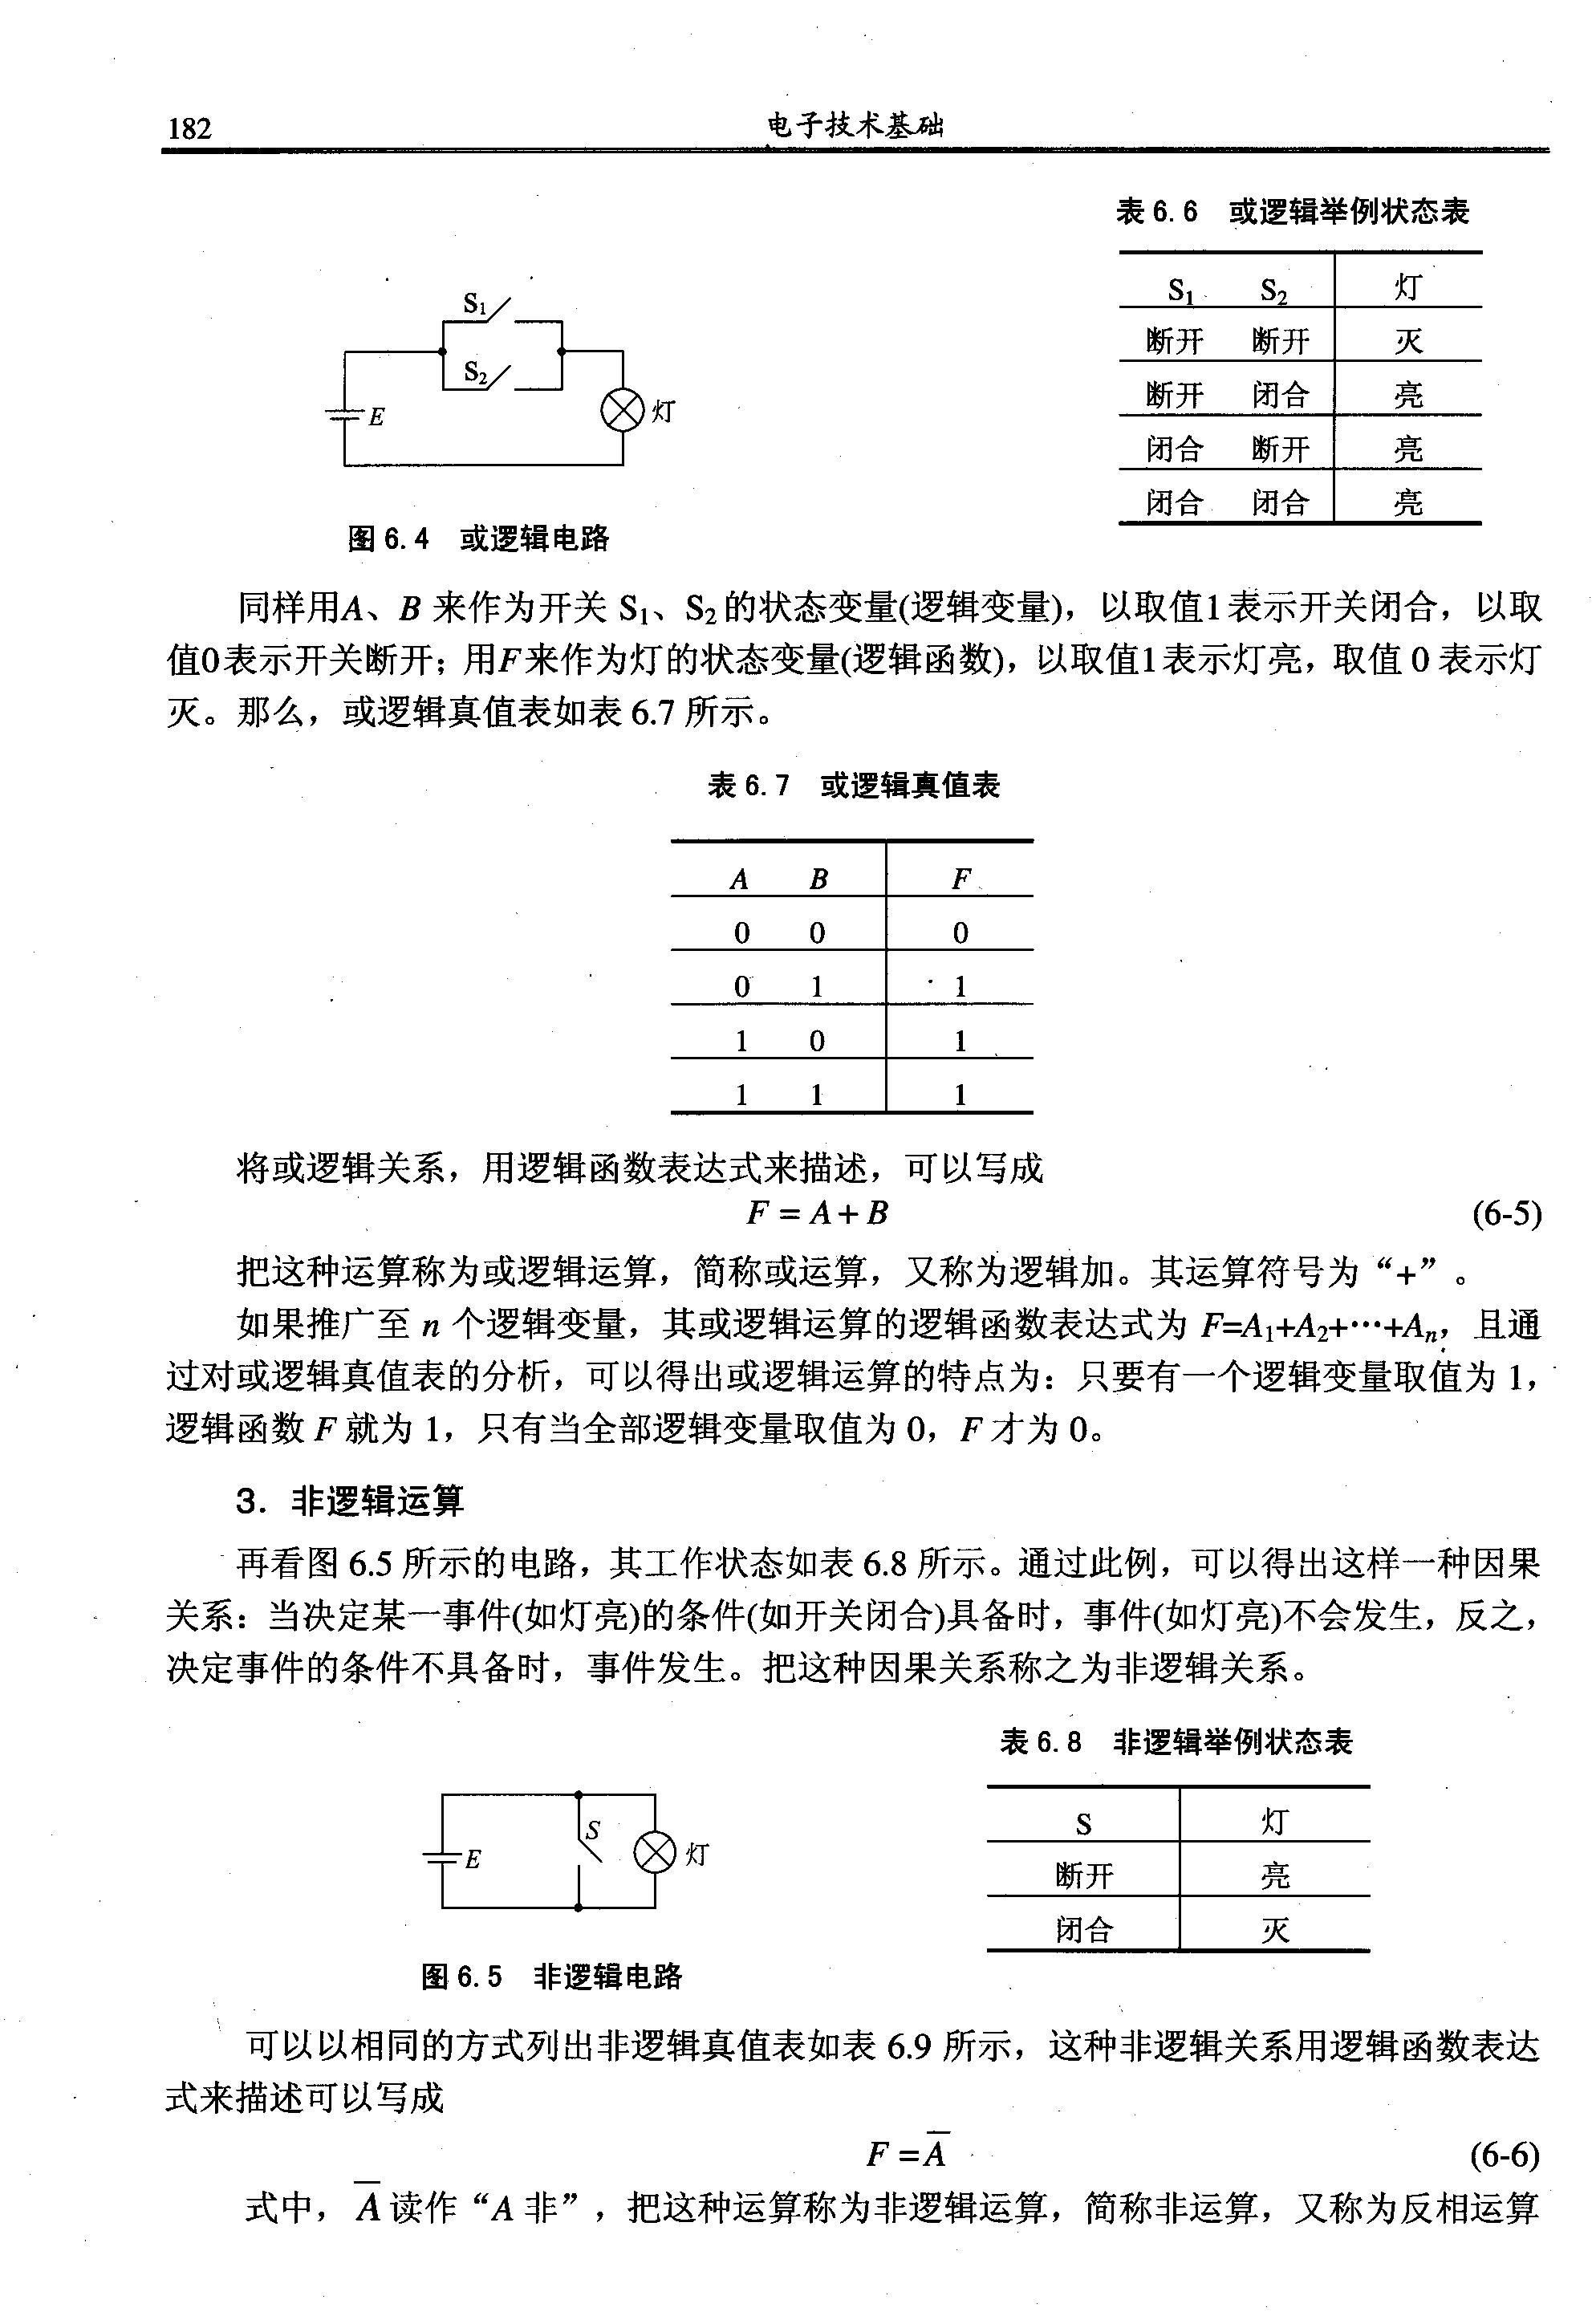 182
电子技术基础
S₁
S₂
E
灯
图 6.4 或逻辑电路
表 6.6 或逻辑举例状态表
S₁ S₂ 灯
断开 断开 灭
断开 闭合 亮
闭合 断开 亮
闭合 闭合 亮
同样用A、B 来作为开关 S₁、S₂ 的状态变量(逻辑变量)，以取值1表示开关闭合，以取
值0表示开关断开；用F来作为灯的状态变量(逻辑函数)，以取值1表示灯亮，取值 0 表示灯
灭。那么，或逻辑真值表如表 6.7 所示。
表 6.7 或逻辑真值表
A B F
0 0 0
0 1 1
1 0 1
1 1 1
将或逻辑关系，用逻辑函数表达式来描述，可以写成
F = A + B (6-5)
把这种运算称为或逻辑运算，简称或运算，又称为逻辑加。其运算符号为“+”。
如果推广至 n 个逻辑变量，其或逻辑运算的逻辑函数表达式为 F=A₁+A₂+⋯+Aₙ，且通
过对或逻辑真值表的分析，可以得出或逻辑运算的特点为：只要有一个逻辑变量取值为 1，
逻辑函数 F 就为 1，只有当全部逻辑变量取值为 0，F 才为 0。
3．非逻辑运算
再看图 6.5 所示的电路，其工作状态如表 6.8 所示。通过此例，可以得出这样一种因果
关系：当决定某一事件(如灯亮)的条件(如开关闭合)具备时，事件(如灯亮)不会发生，反之，
决定事件的条件不具备时，事件发生。把这种因果关系称之为非逻辑关系。
E
S
灯
图 6.5 非逻辑电路
表 6.8 非逻辑举例状态表
S 灯
断开 亮
闭合 灭
可以以相同的方式列出非逻辑真值表如表 6.9 所示，这种非逻辑关系用逻辑函数表达
式来描述可以写成
F = A̅ (6-6)
式中，A̅ 读作“A 非”，把这种运算称为非逻辑运算，简称非运算，又称为反相运算